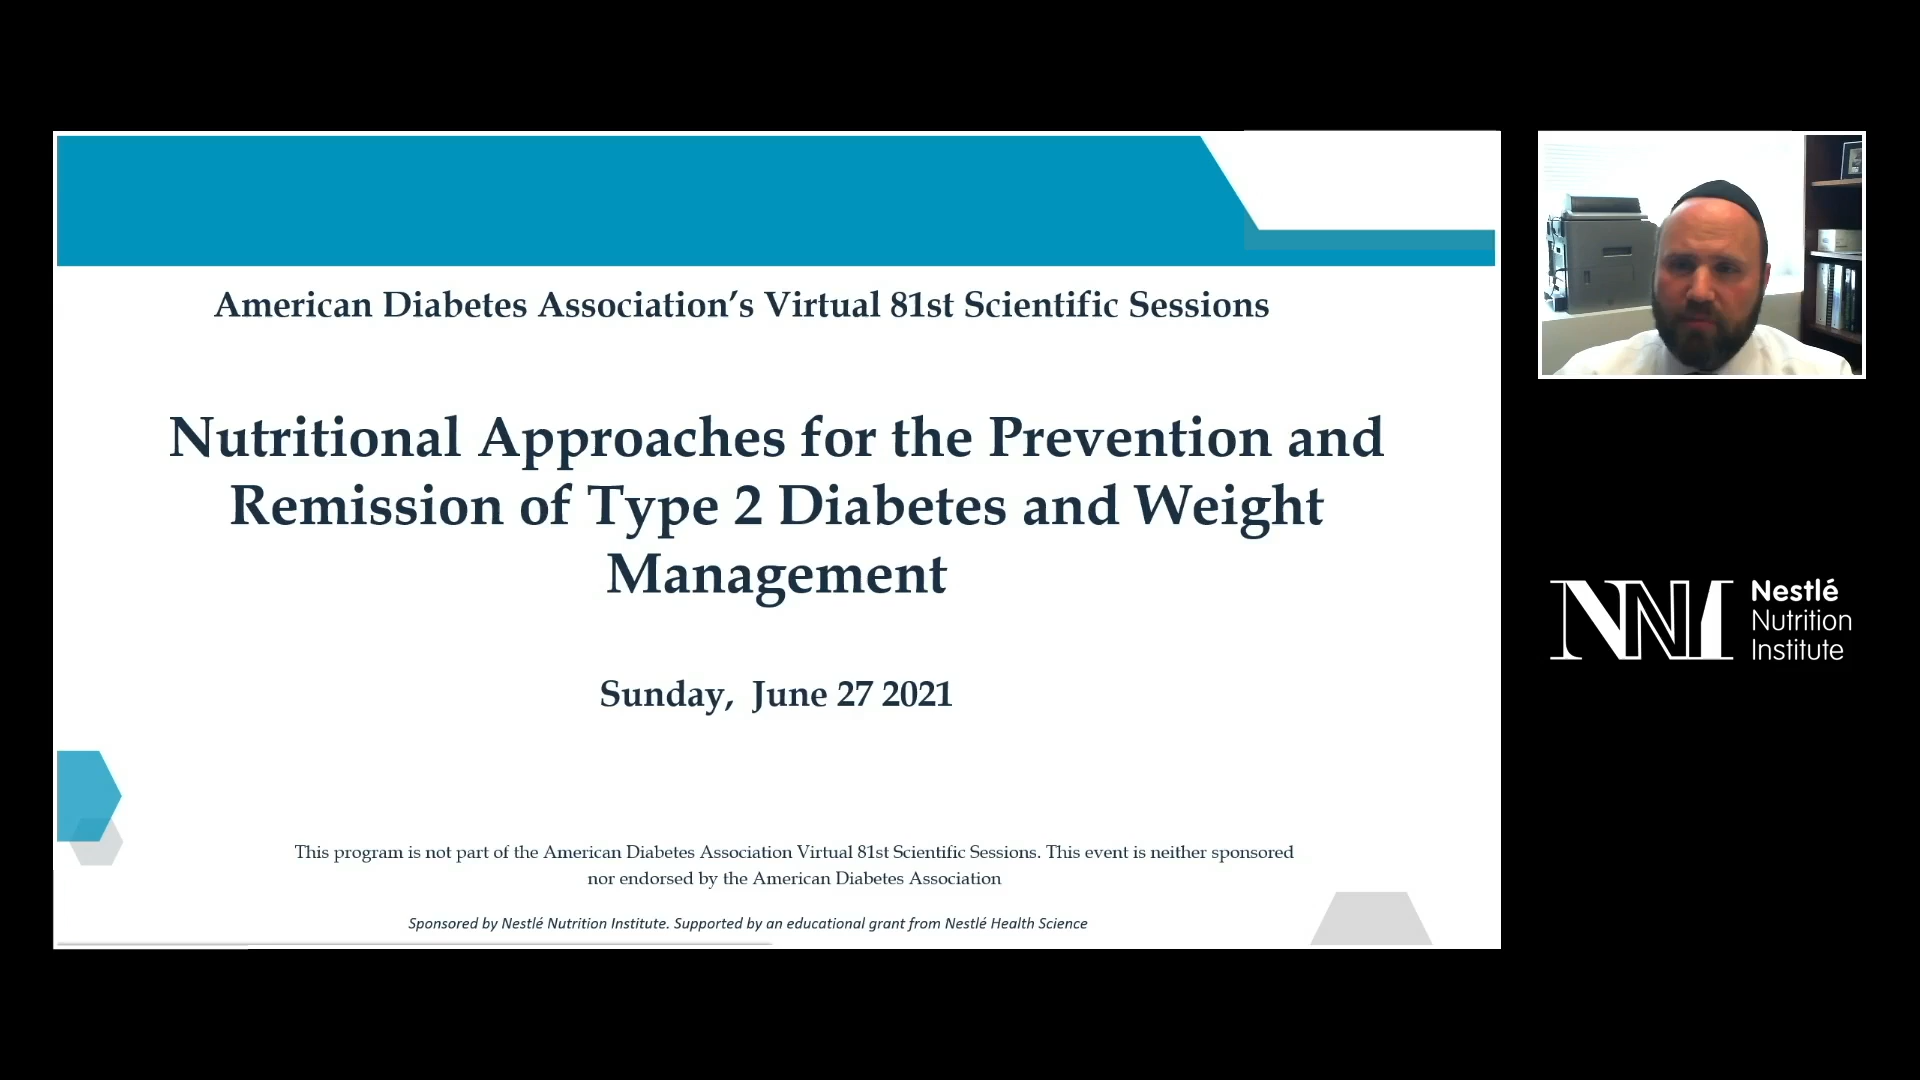 American Diabetes Association’s Virtual 81st Scientific Sessions
Nutritional Approaches for the Prevention and
Remission of Type 2 Diabetes and Weight
Management
Sunday,  June 27 2021
This program is not part of the American Diabetes Association Virtual 81st Scientific Sessions. This event is neither sponsored
nor endorsed by the American Diabetes Association
Sponsored by Nestlé Nutrition Institute. Supported by an educational grant from Nestlé Health Science
NNI
Nestlé
Nutrition
Institute